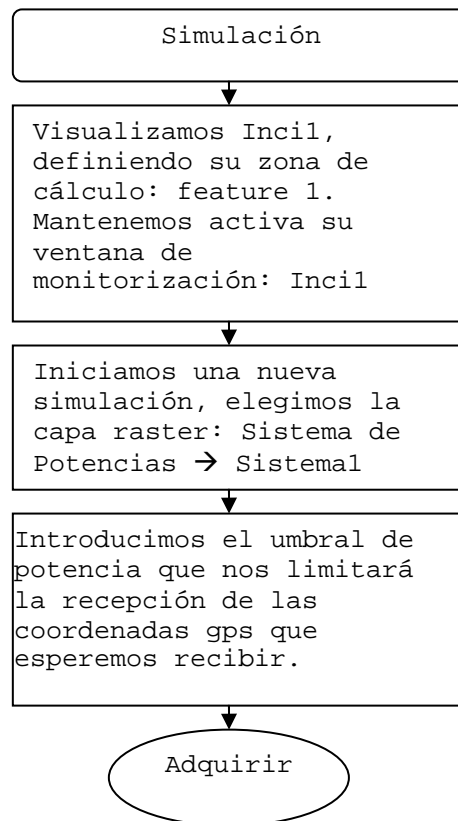 Simulación
Visualizamos Inci1,
definiendo su zona de
cálculo: feature 1.
Mantenemos activa su
ventana de
monitorización: Inci1
Iniciamos una nueva
simulación, elegimos la
capa raster: Sistema de
Potencias → Sistema1
Introducimos el umbral de
potencia que nos limitará
la recepción de las
coordenadas gps que
esperemos recibir.
Adquirir